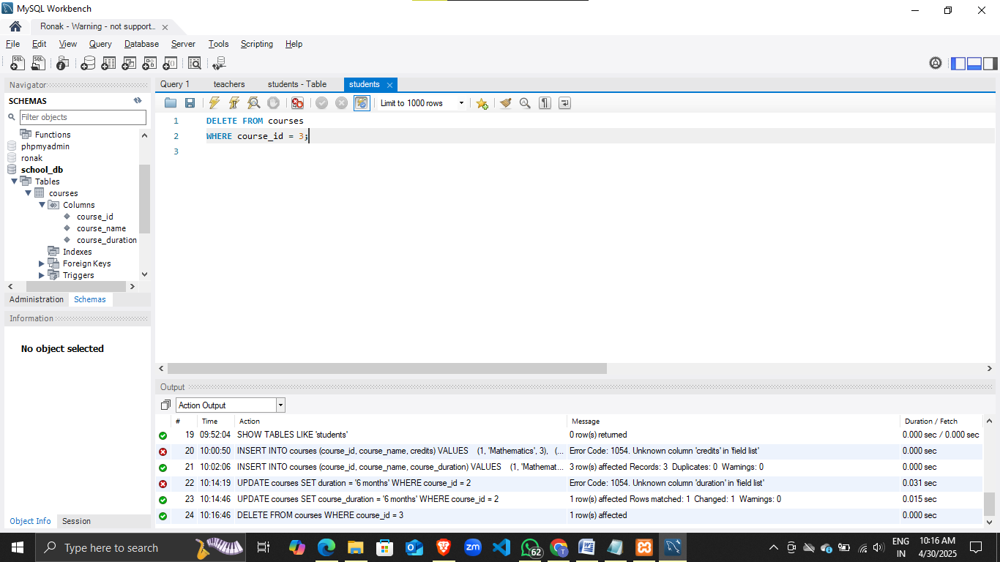 MySQL Workbench
Ronak - Warning - not support...
File Edit View Query Database Server Tools Scripting Help
Navigator
SCHEMAS
Filter objects
Functions
phpmyadmin
ronak
school_db
Tables
courses
Columns
course_id
course_name
course_duration
Indexes
Foreign Keys
Triggers
Administration Schemas
Information
No object selected
Object Info Session
Query 1 teachers students - Table students
Limit to 1000 rows
1 DELETE FROM courses
2 WHERE course_id = 3;
3
Output
Action Output
# Time Action Message Duration / Fetch
19 09:52:04 SHOW TABLES LIKE 'students' 0 row(s) returned 0.000 sec / 0.000 sec
20 10:00:50 INSERT INTO courses (course_id, course_name, credits) VALUES (1, 'Mathematics', 3), (... Error Code: 1054. Unknown column 'credits' in 'field list' 0.000 sec
21 10:02:06 INSERT INTO courses (course_id, course_name, course_duration) VALUES (1, 'Mathemat... 3 row(s) affected Records: 3 Duplicates: 0 Warnings: 0 0.000 sec
22 10:14:19 UPDATE courses SET duration = '6 months' WHERE course_id = 2 Error Code: 1054. Unknown column 'duration' in 'field list' 0.031 sec
23 10:14:46 UPDATE courses SET course_duration = '6 months' WHERE course_id = 2 1 row(s) affected Rows matched: 1 Changed: 1 Warnings: 0 0.015 sec
24 10:16:46 DELETE FROM courses WHERE course_id = 3 1 row(s) affected 0.000 sec
Type here to search
zm
62
T
ENG
IN
10:16 AM
4/30/2025